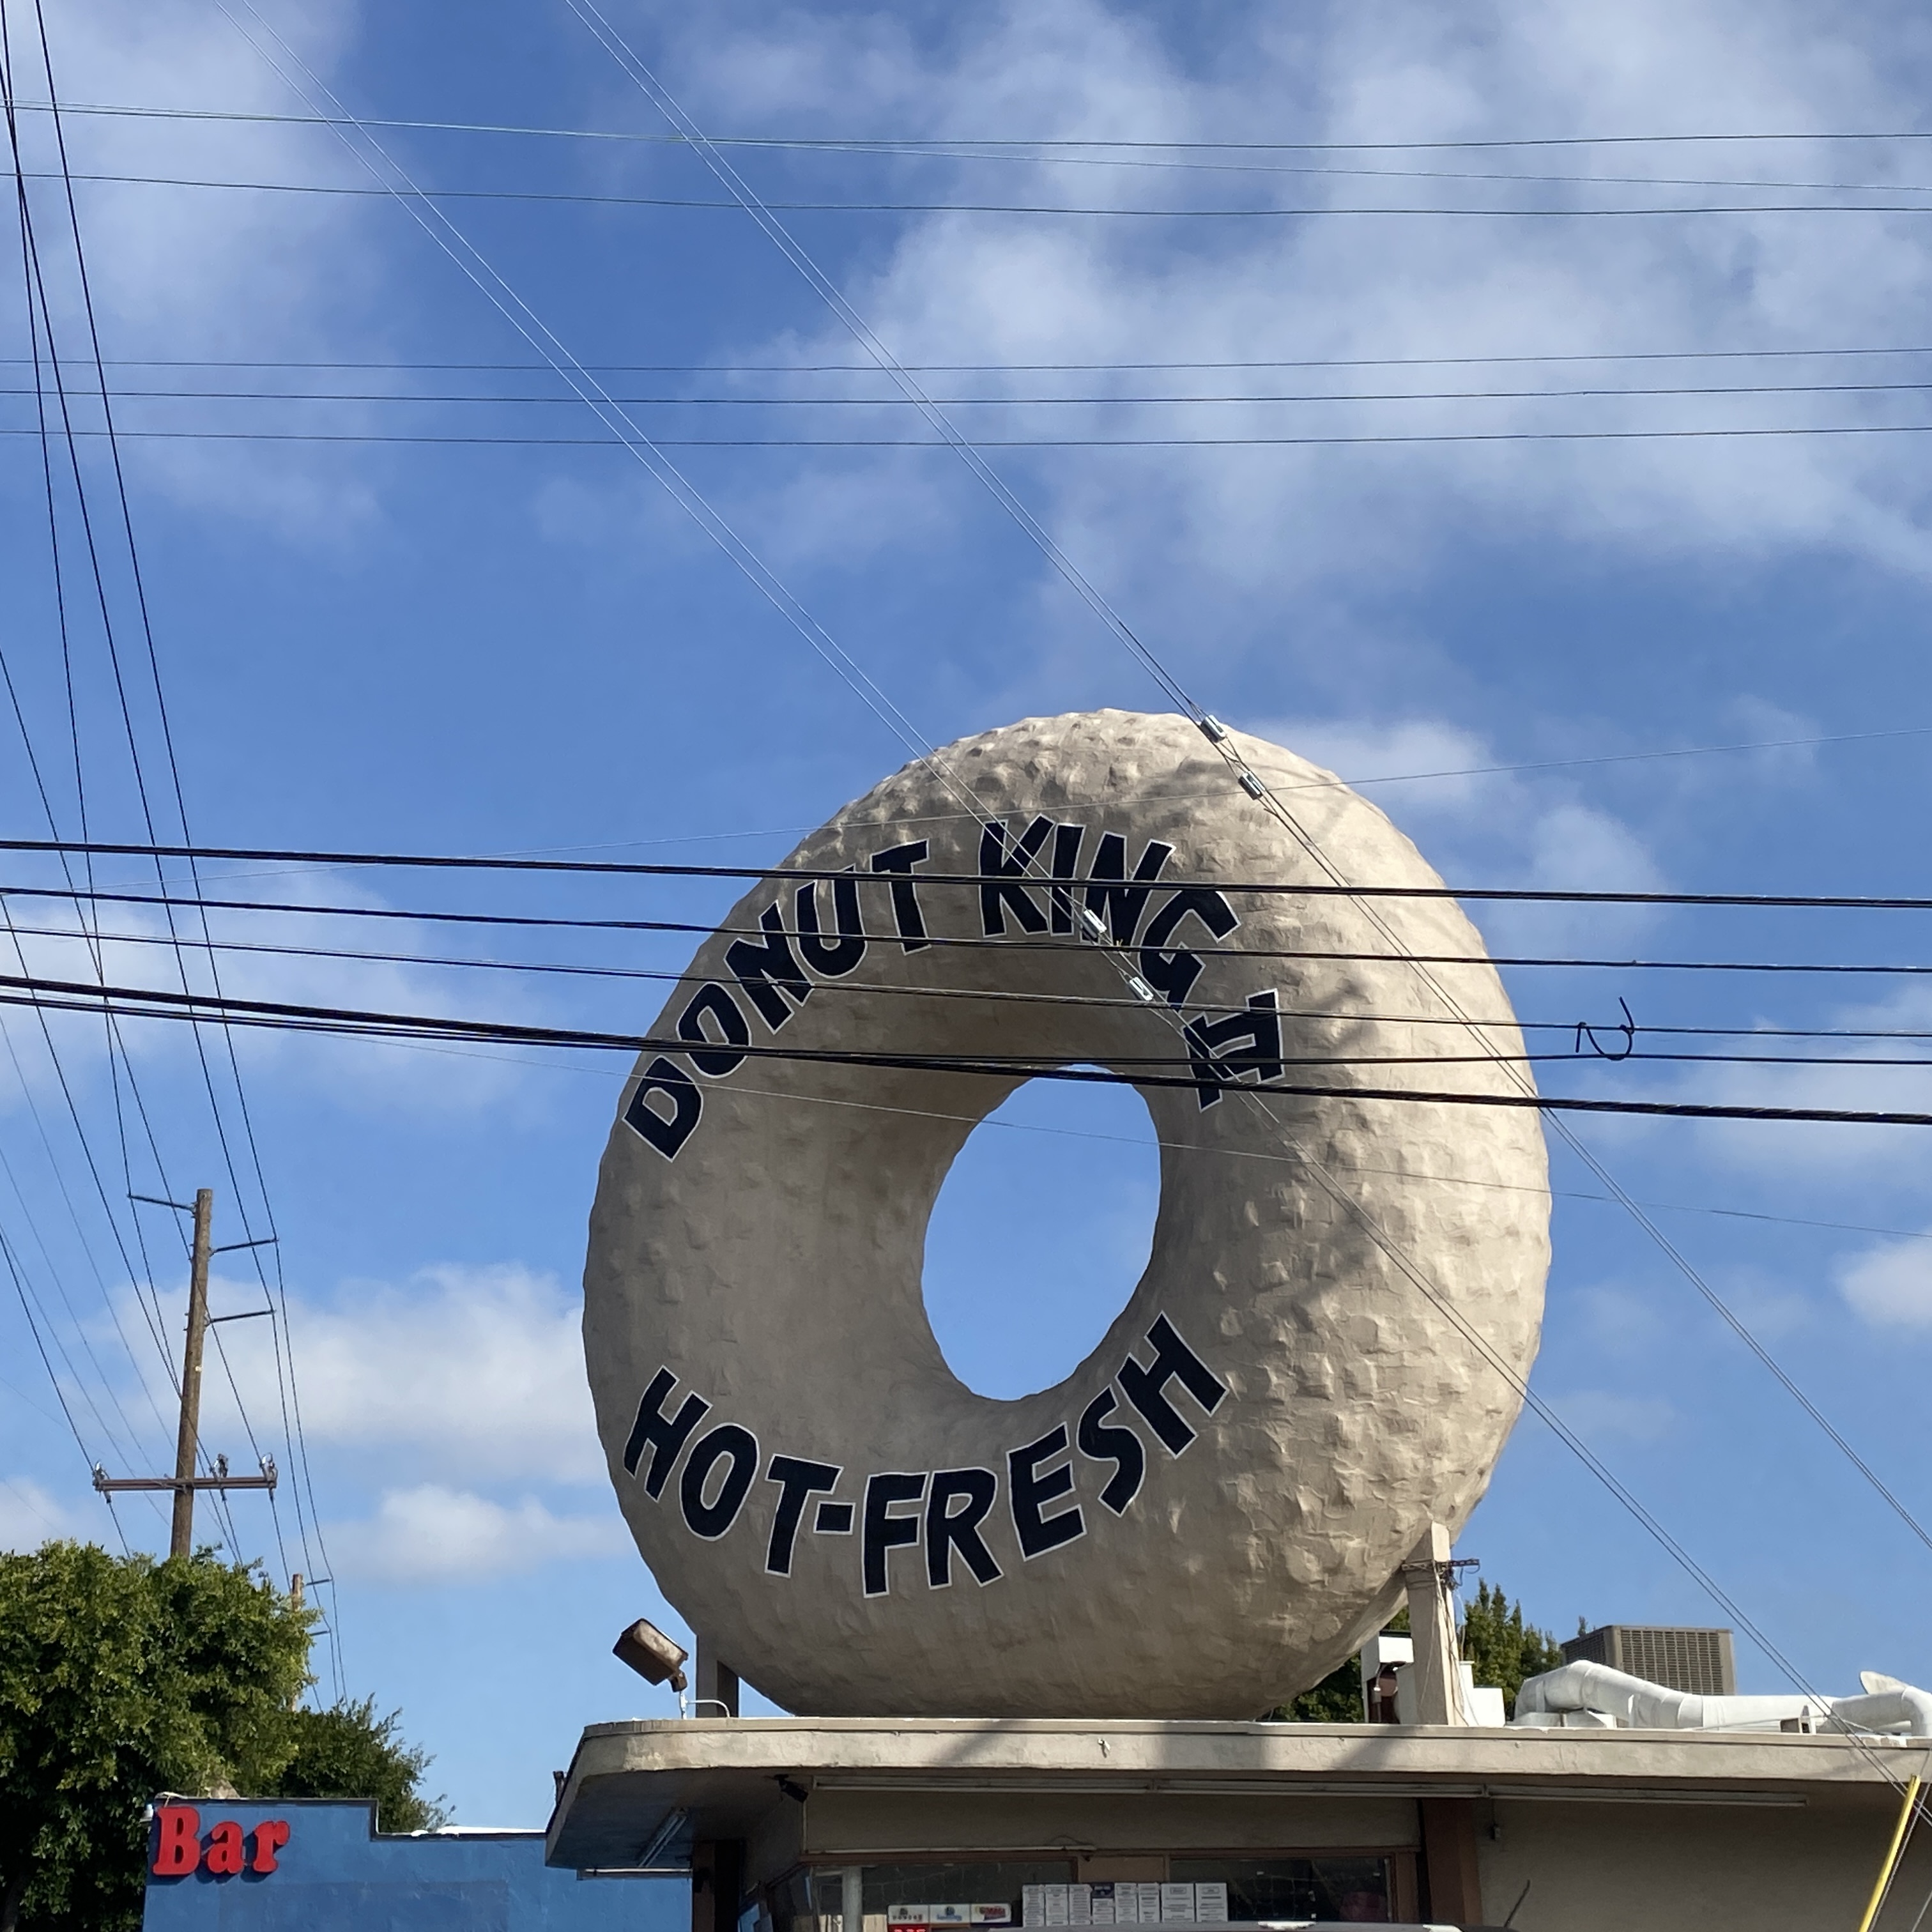 DONUT KING II
HOT-FRESH
Bar